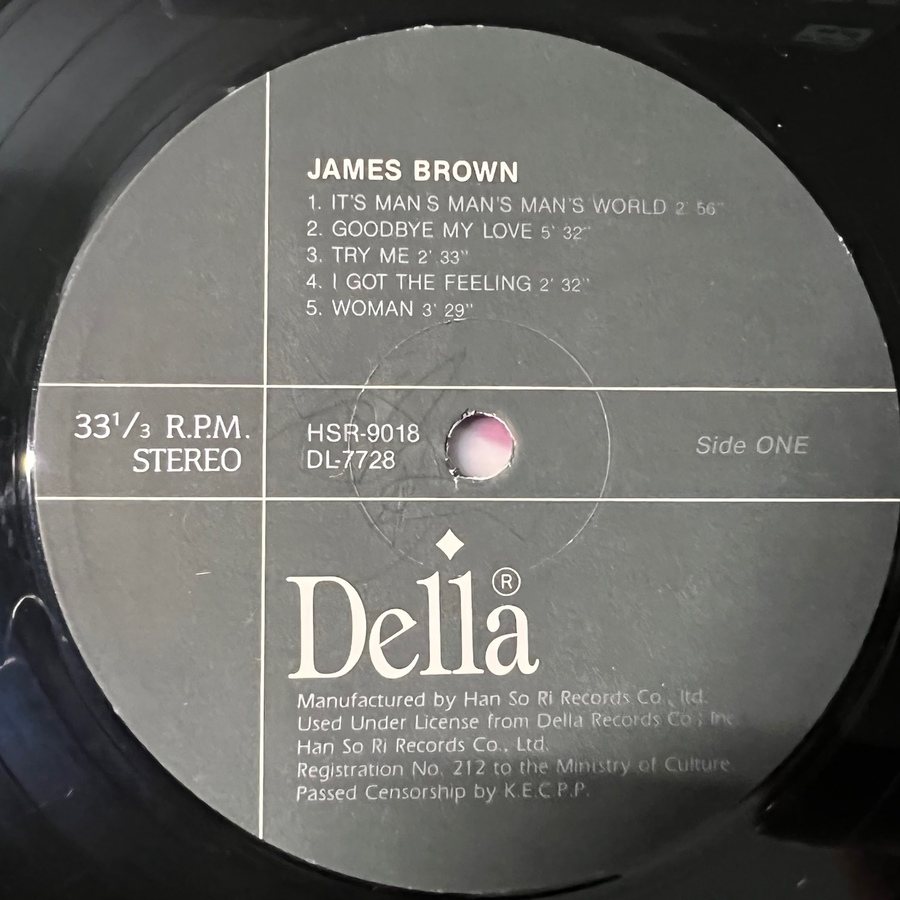 JAMES BROWN
1. IT'S MAN S MAN'S MAN'S WORLD 2' 56"
2. GOODBYE MY LOVE 5' 32"
3. TRY ME 2' 33"
4. I GOT THE FEELING 2' 32"
5. WOMAN 3' 29"
33 1/3 R.P.M.
STEREO
HSR-9018
DL-7728
Side ONE
Della ®
Manufactured by Han So Ri Records Co., ltd.
Used Under License from Della Records Co., Inc.
Han So Ri Records Co., Ltd.
Registration No. 212 to the Ministry of Culture
Passed Censorship by K.E.C P.P.